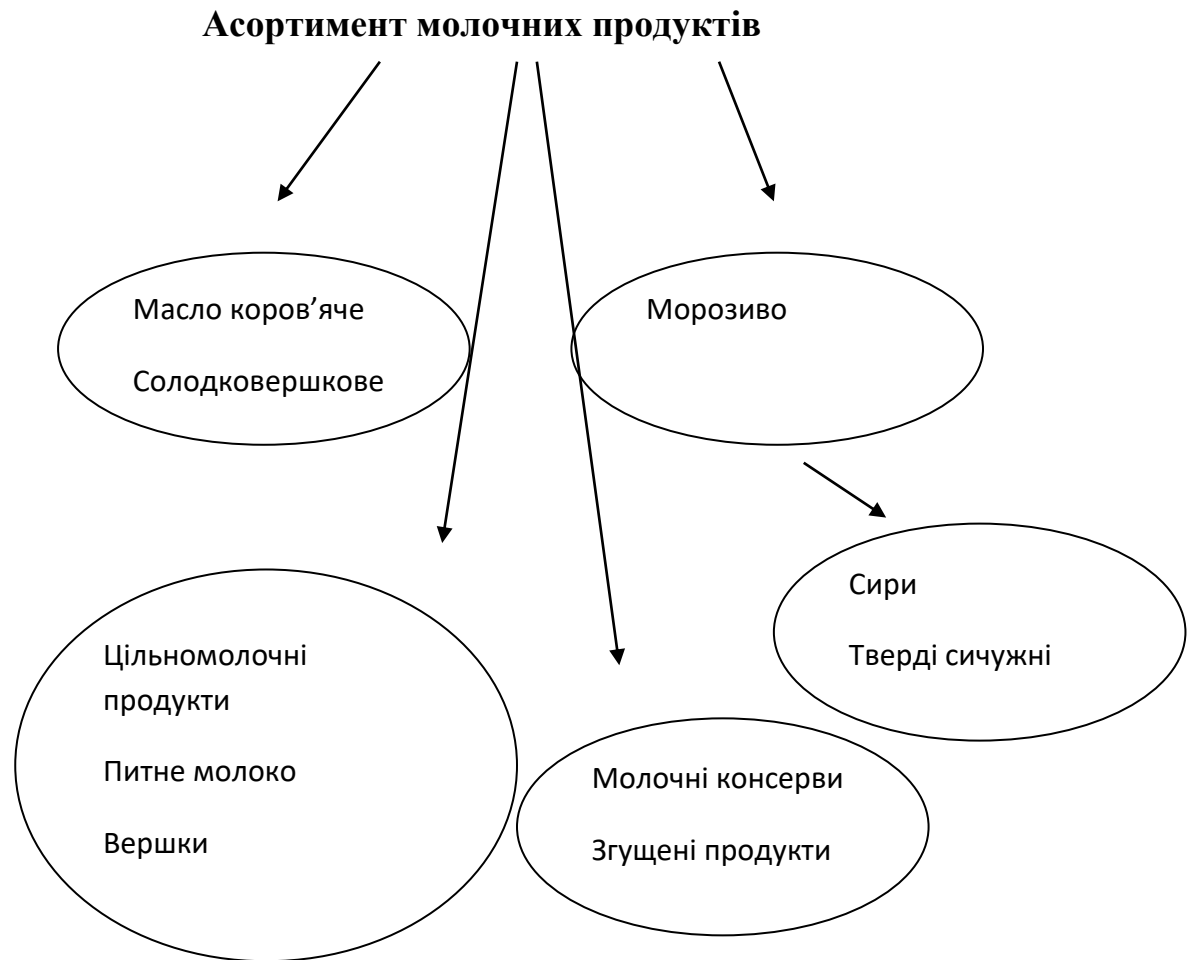 Асортимент молочних продуктів
Масло коров’яче
Солодковершкове
Морозиво
Сири
Тверді сичужні
Цільномолочні
продукти
Питне молоко
Вершки
Молочні консерви
Згущені продукти